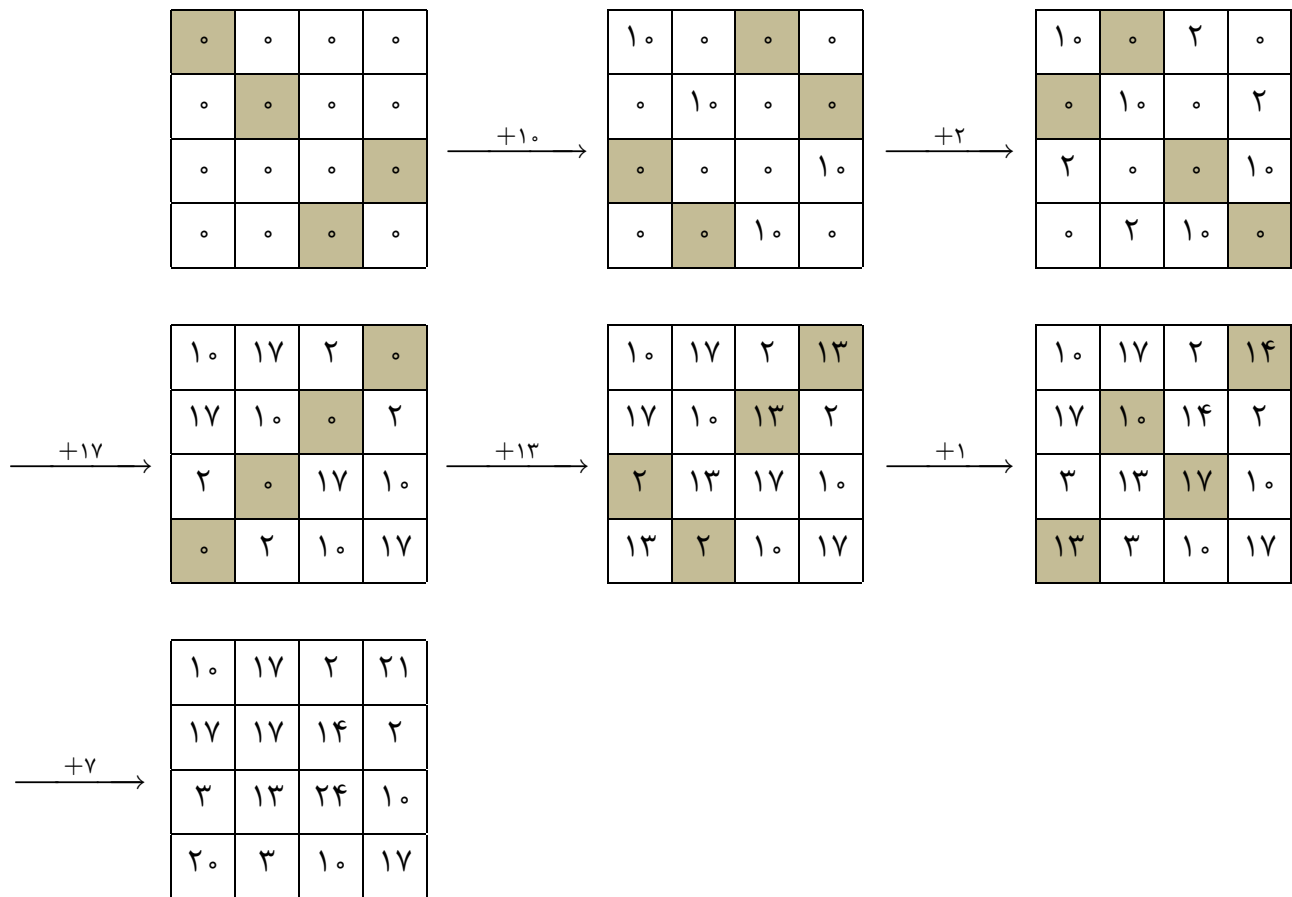 ۰ ۰ ۰ ۰ ۱۰ ۰ ۰ ۰ ۱۰ ۰ ۲ ۰
۰ ۰ ۰ ۰ ۰ ۱۰ ۰ ۰ ۰ ۱۰ ۰ ۲
+۱۰ +۲
۰ ۰ ۰ ۰ ۰ ۰ ۰ ۱۰ ۲ ۰ ۰ ۱۰
۰ ۰ ۰ ۰ ۰ ۰ ۱۰ ۰ ۰ ۲ ۱۰ ۰
۱۰ ۱۷ ۲ ۰ ۱۰ ۱۷ ۲ ۱۳ ۱۰ ۱۷ ۲ ۱۴
۱۷ ۱۰ ۰ ۲ ۱۷ ۱۰ ۱۳ ۲ ۱۷ ۱۰ ۱۴ ۲
+۱۷ +۱۳ +۱
۲ ۰ ۱۷ ۱۰ ۲ ۱۳ ۱۷ ۱۰ ۳ ۱۳ ۱۷ ۱۰
۰ ۲ ۱۰ ۱۷ ۱۳ ۲ ۱۰ ۱۷ ۱۳ ۳ ۱۰ ۱۷
۱۰ ۱۷ ۲ ۲۱
۱۷ ۱۷ ۱۴ ۲
+۷
۳ ۱۳ ۲۴ ۱۰
۲۰ ۳ ۱۰ ۱۷